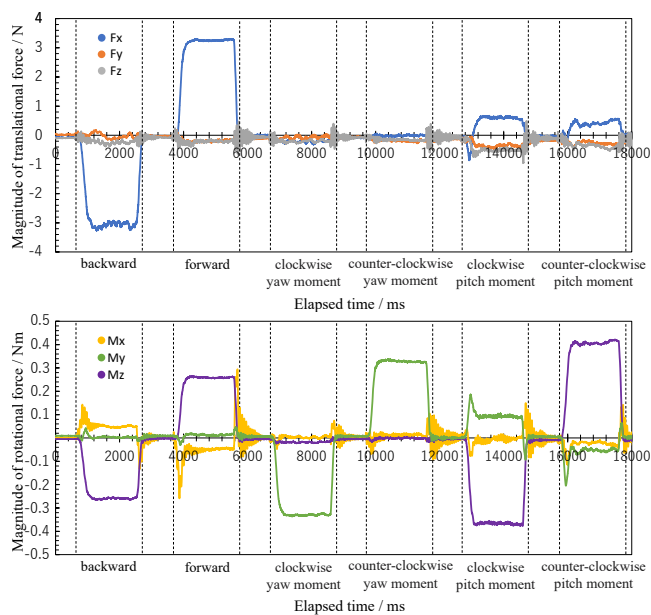 Magnitude of translational force / N
4
3
2
1
0
-1
-2
-3
-4
Fx
Fy
Fz
0 2000 4000 6000 8000 10000 12000 14000 16000 18000
backward forward clockwise counter-clockwise clockwise counter-clockwise
yaw moment yaw moment pitch moment pitch moment
Elapsed time / ms
Magnitude of rotational force / Nm
0.5
0.4
0.3
0.2
0.1
0
-0.1
-0.2
-0.3
-0.4
-0.5
Mx
My
Mz
0 2000 4000 6000 8000 10000 12000 14000 16000 18000
backward forward clockwise counter-clockwise clockwise counter-clockwise
yaw moment yaw moment pitch moment pitch moment
Elapsed time / ms